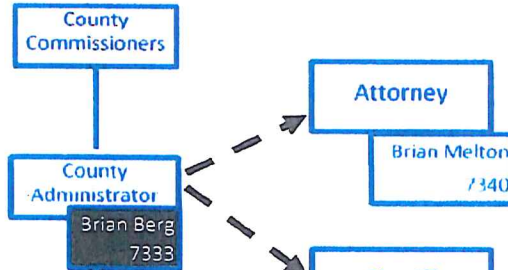 County
Commissioners
Attorney
Brian Melton
7340
County
Administrator
Brian Berg
7333